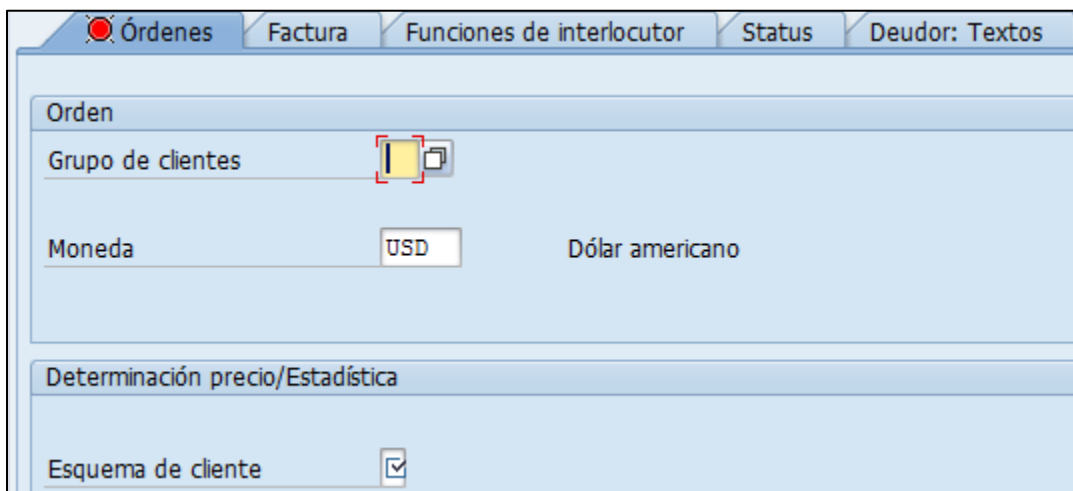 Órdenes Factura Funciones de interlocutor Status Deudor: Textos
Orden
Grupo de clientes
Moneda USD Dólar americano
Determinación precio/Estadística
Esquema de cliente